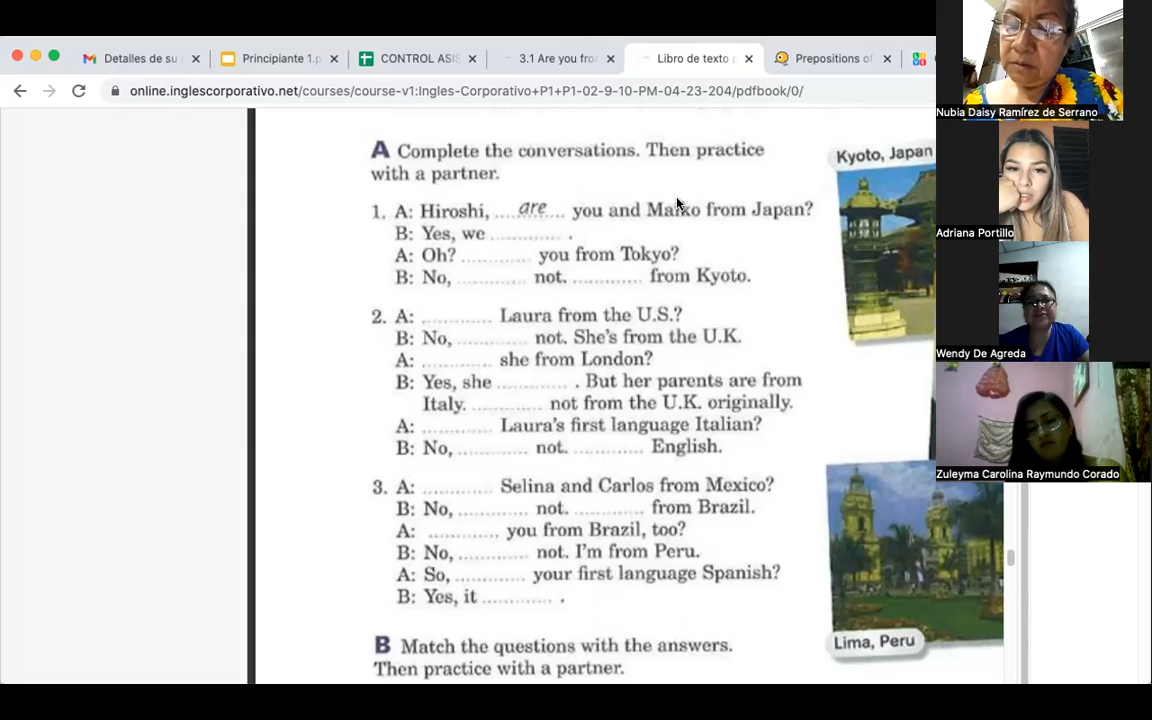 Detalles de su
Principiante 1.p
CONTROL ASIS
3.1 Are you fro
Libro de texto
Prepositions of
online.inglescorporativo.net/courses/course-v1:Ingles-Corporativo+P1+P1-02-9-10-PM-04-23-204/pdfbook/0/
A Complete the conversations. Then practice
with a partner.
1. A: Hiroshi, are you and Maiko from Japan?
B: Yes, we ............ .
A: Oh? ............ you from Tokyo?
B: No, ............ not. ............ from Kyoto.
2. A: ............ Laura from the U.S.?
B: No, ............ not. She's from the U.K.
A: ............ she from London?
B: Yes, she ............ . But her parents are from
Italy. ............ not from the U.K. originally.
A: ............ Laura's first language Italian?
B: No, ............ not. ............ English.
3. A: ............ Selina and Carlos from Mexico?
B: No, ............ not. ............ from Brazil.
A: ............ you from Brazil, too?
B: No, ............ not. I'm from Peru.
A: So, ............ your first language Spanish?
B: Yes, it ............ .
B Match the questions with the answers.
Then practice with a partner.
Kyoto, Japan
Lima, Peru
Nubia Daisy Ramírez de Serrano
Adriana Portillo
Wendy De Agreda
Zuleyma Carolina Raymundo Corado